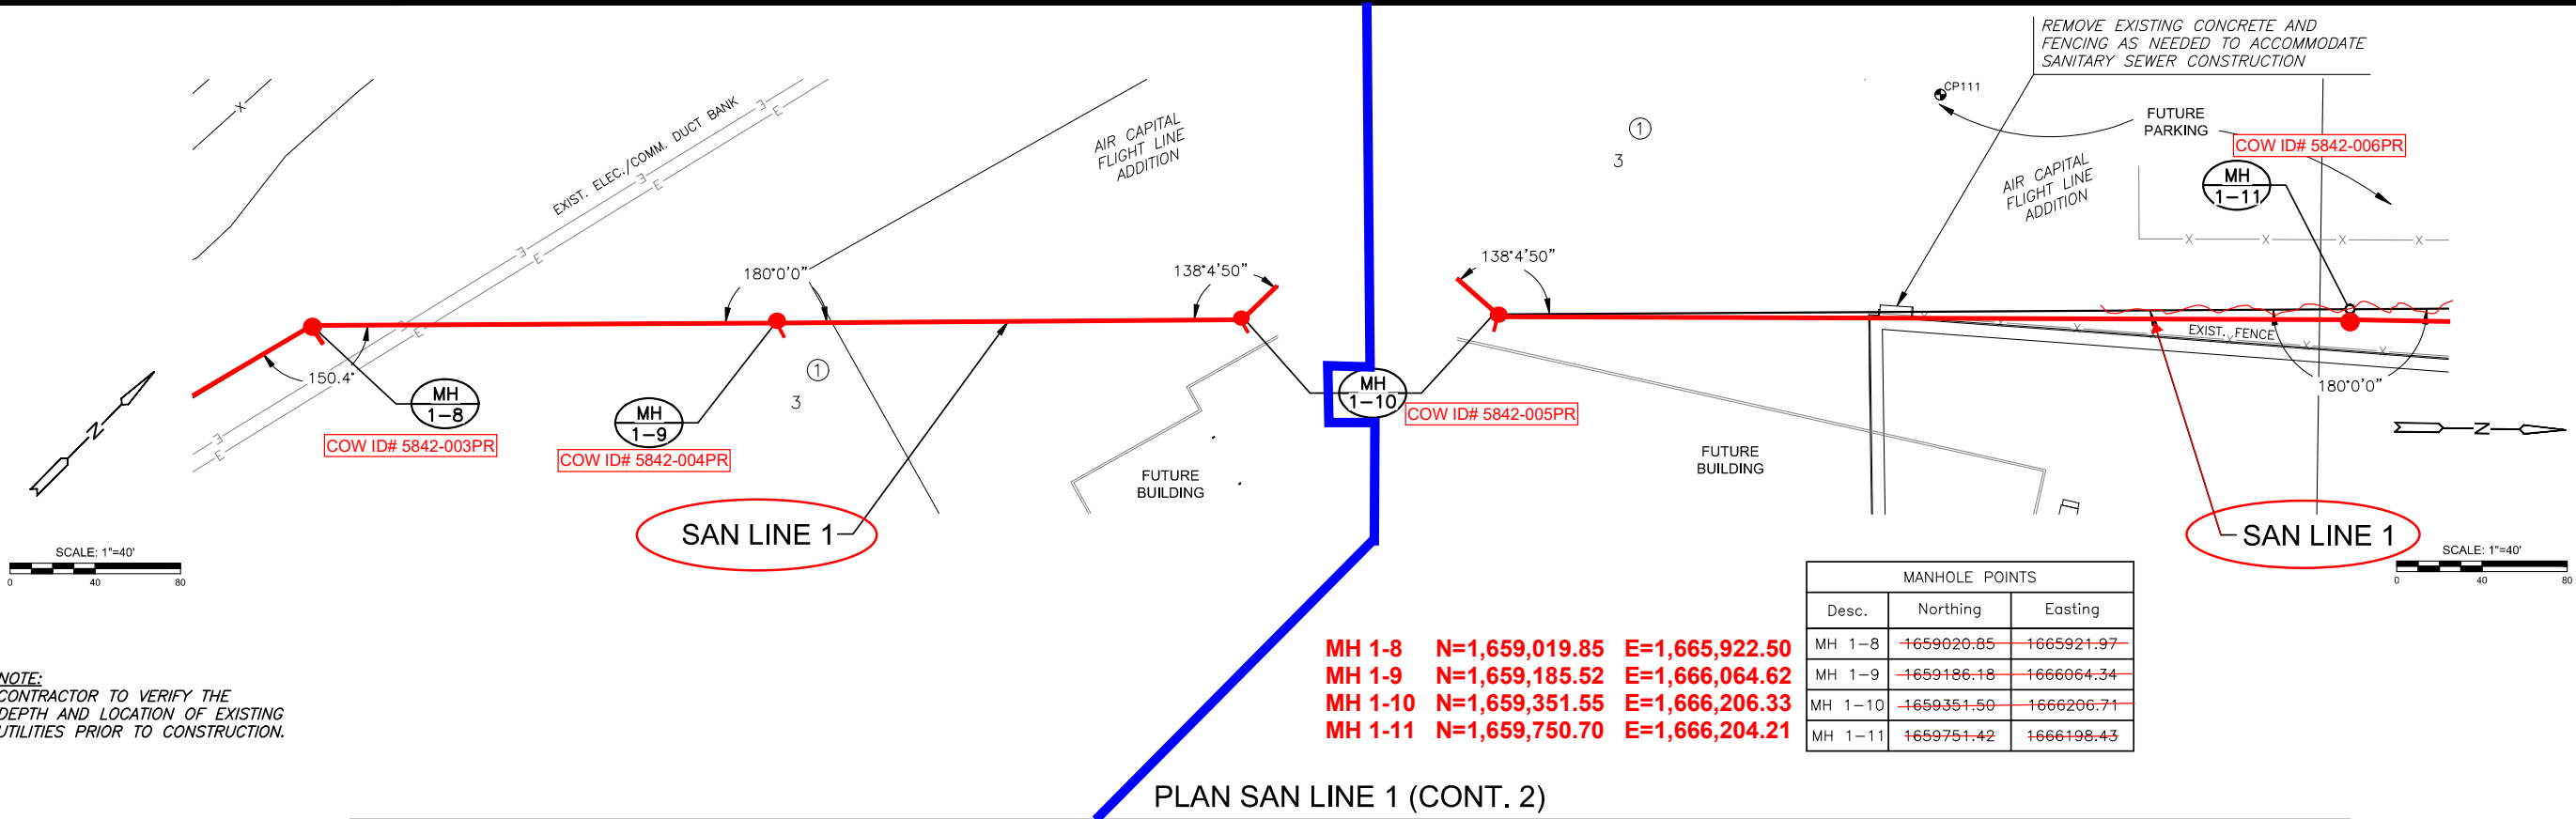 REMOVE EXISTING CONCRETE AND
FENCING AS NEEDED TO ACCOMMODATE
SANITARY SEWER CONSTRUCTION
X
EXIST. ELEC./COMM. DUCT BANK
E
E
E
E
E
E
E
E
E
E
AIR CAPITAL
FLIGHT LINE
ADDITION
180°0'0"
138°4'50"
150.4°
MH
1-8
COW ID# 5842-003PR
MH
1-9
COW ID# 5842-004PR
1
3
SAN LINE 1
FUTURE
BUILDING
N
SCALE: 1"=40'
0 40 80
MH
1-10
COW ID# 5842-005PR
138°4'50"
1
3
CP111
FUTURE
PARKING
COW ID# 5842-006PR
AIR CAPITAL
FLIGHT LINE
ADDITION
MH
1-11
X X X X
EXIST. FENCE
X X X X X X
180°0'0"
FUTURE
BUILDING
N
SAN LINE 1
SCALE: 1"=40'
0 40 80
NOTE:
CONTRACTOR TO VERIFY THE
DEPTH AND LOCATION OF EXISTING
UTILITIES PRIOR TO CONSTRUCTION.
MH 1-8 N=1,659,019.85 E=1,665,922.50
MH 1-9 N=1,659,185.52 E=1,666,064.62
MH 1-10 N=1,659,351.55 E=1,666,206.33
MH 1-11 N=1,659,750.70 E=1,666,204.21
MANHOLE POINTS
Desc. Northing Easting
MH 1-8 1659020.85 1665921.97
MH 1-9 1659186.18 1666064.34
MH 1-10 1659351.50 1666206.71
MH 1-11 1659751.42 1666198.43
PLAN SAN LINE 1 (CONT. 2)